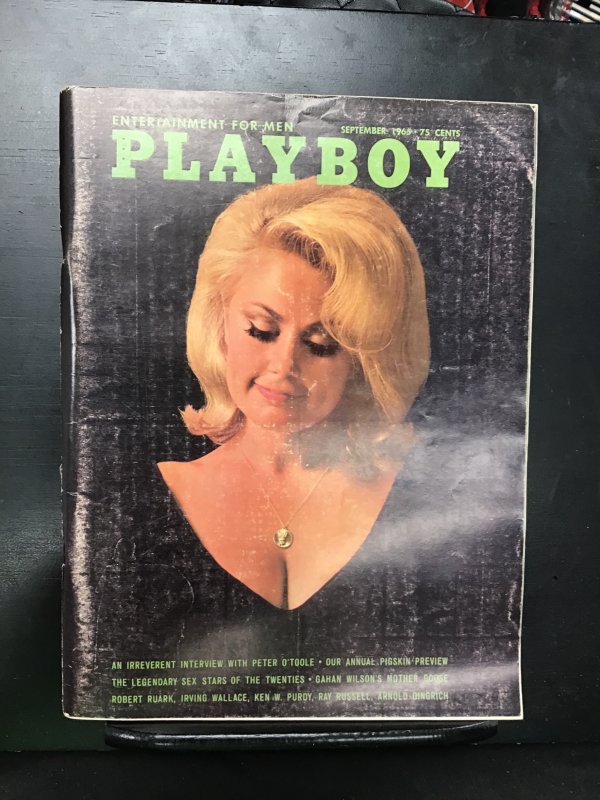 ENTERTAINMENT FOR MEN
SEPTEMBER 1965 • 75 CENTS
PLAYBOY
AN IRREVERENT INTERVIEW WITH PETER O'TOOLE • OUR ANNUAL PIGSKIN PREVIEW
THE LEGENDARY SEX STARS OF THE TWENTIES • GAHAN WILSON'S MOTHER GOOSE
ROBERT RUARK, IRVING WALLACE, KEN W. PURDY, RAY RUSSELL, ARNOLD GINGRICH